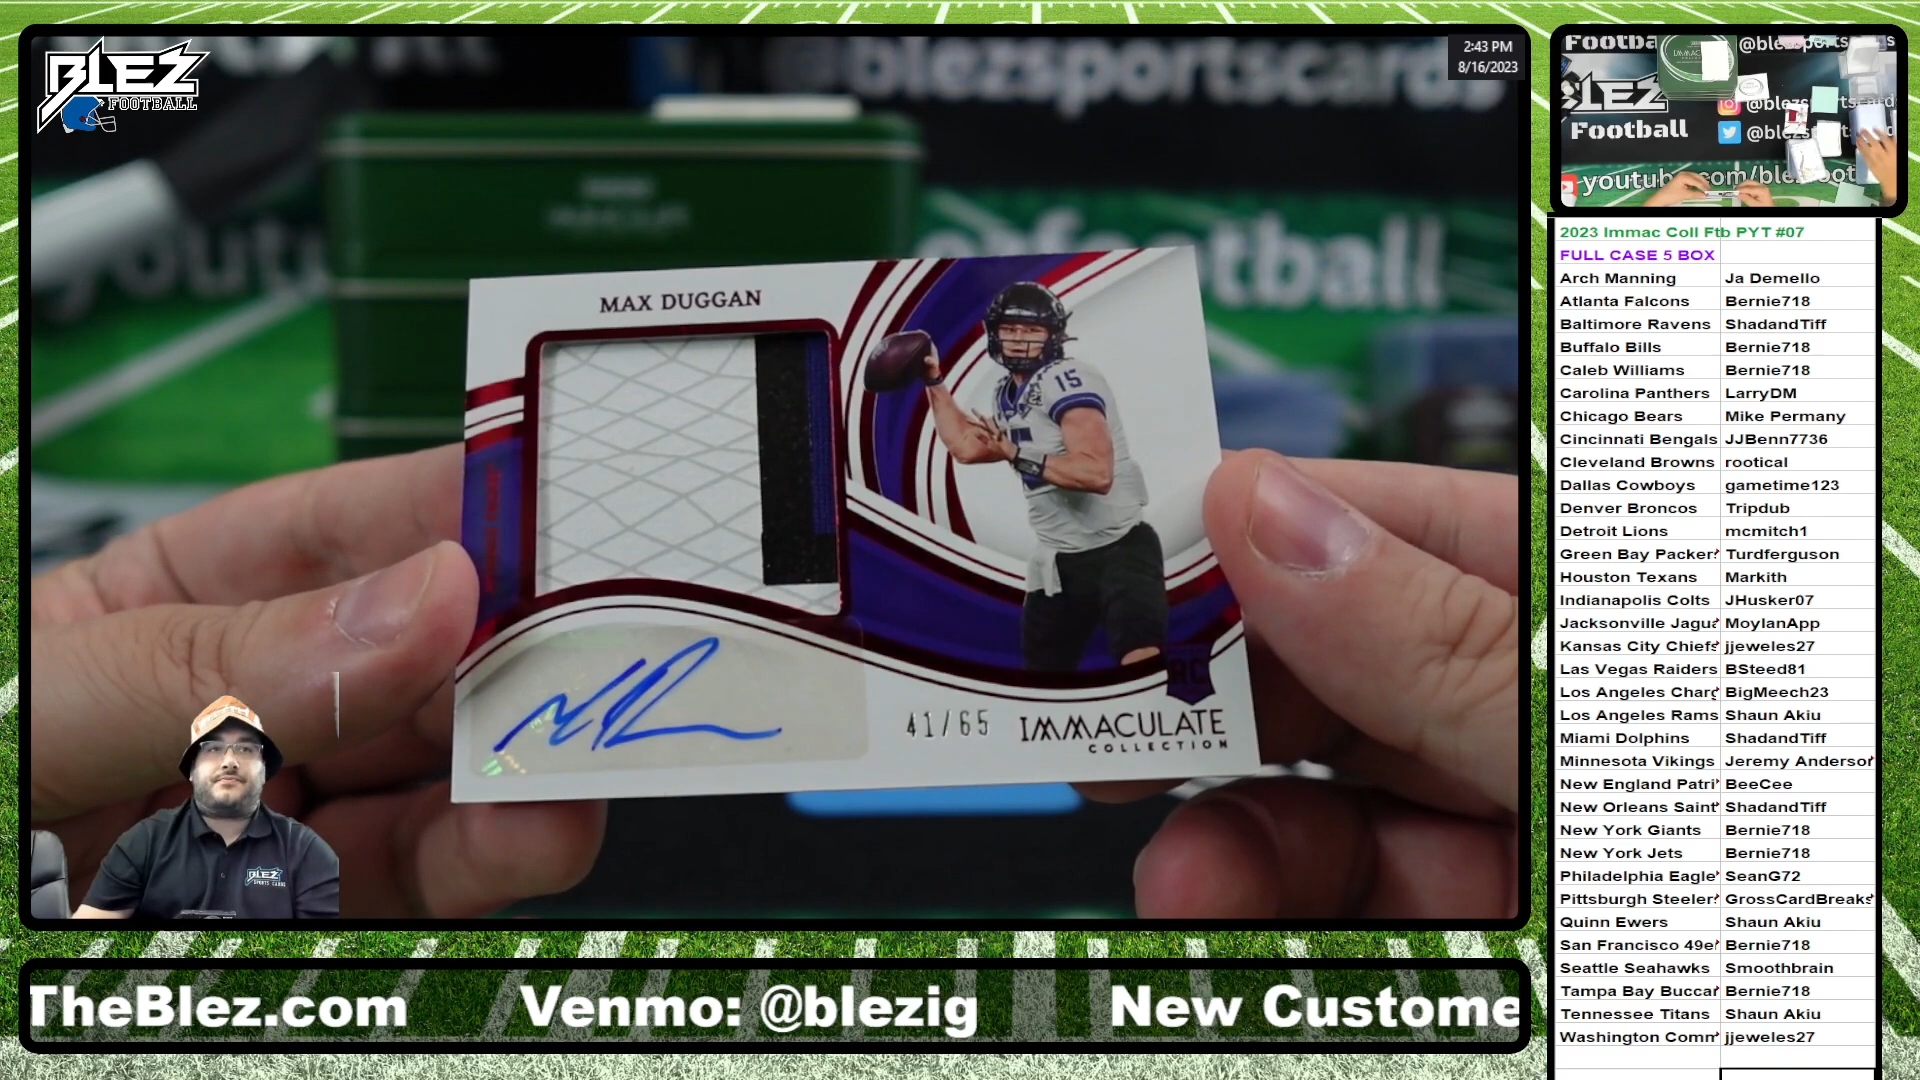 BLEZ
FOOTBALL
2:43 PM
8/16/2023
@blezsportscards
MAX DUGGAN
15
15
41/65
IMMACULATE
COLLECTION
RC
BLEZ
SPORTS CARDS
TheBlez.com Venmo: @blezig New Custome
Football
2023 Immac Coll Ftb PYT #07
FULL CASE 5 BOX
Arch Manning Ja Demello
Atlanta Falcons Bernie718
Baltimore Ravens ShadandTiff
Buffalo Bills Bernie718
Caleb Williams Bernie718
Carolina Panthers LarryDM
Chicago Bears Mike Permany
Cincinnati Bengals JJBenn7736
Cleveland Browns rootical
Dallas Cowboys gametime123
Denver Broncos Tripdub
Detroit Lions mcmitch1
Green Bay Packer Turdferguson
Houston Texans Markith
Indianapolis Colts JHusker07
Jacksonville Jagua MoylanApp
Kansas City Chiefs jjeweles27
Las Vegas Raiders BSteed81
Los Angeles Charg BigMeech23
Los Angeles Rams Shaun Akiu
Miami Dolphins ShadandTiff
Minnesota Vikings Jeremy Anderson
New England Patri BeeCee
New Orleans Saint ShadandTiff
New York Giants Bernie718
New York Jets Bernie718
Philadelphia Eagle SeanG72
Pittsburgh Steeler GrossCardBreaks
Quinn Ewers Shaun Akiu
San Francisco 49e Bernie718
Seattle Seahawks Smoothbrain
Tampa Bay Buccan Bernie718
Tennessee Titans Shaun Akiu
Washington Comm jjeweles27